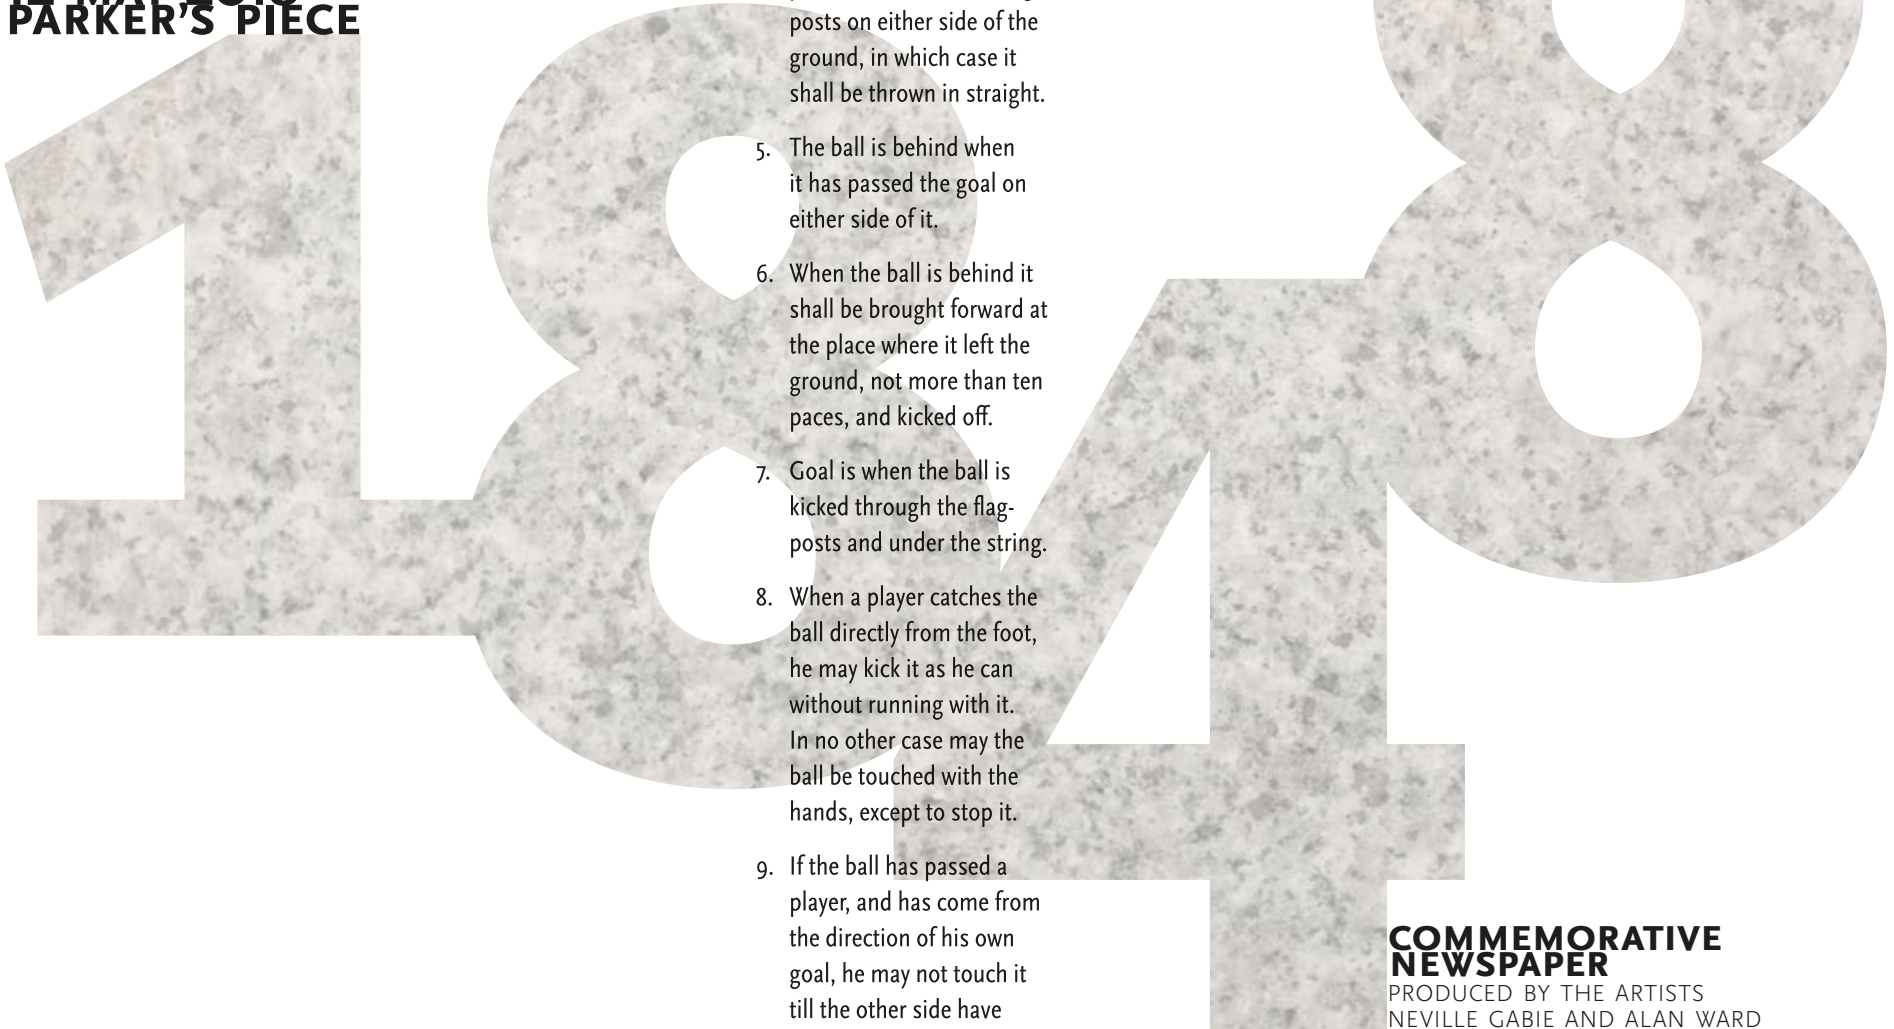 PARKER'S PIECE
posts on either side of the
ground, in which case it
shall be thrown in straight.
5. The ball is behind when
it has passed the goal on
either side of it.
6. When the ball is behind it
shall be brought forward at
the place where it left the
ground, not more than ten
paces, and kicked off.
7. Goal is when the ball is
kicked through the flag-
posts and under the string.
8. When a player catches the
ball directly from the foot,
he may kick it as he can
without running with it.
In no other case may the
ball be touched with the
hands, except to stop it.
9. If the ball has passed a
player, and has come from
the direction of his own
goal, he may not touch it
till the other side have
1848
COMMEMORATIVE
NEWSPAPER
PRODUCED BY THE ARTISTS
NEVILLE GABIE AND ALAN WARD